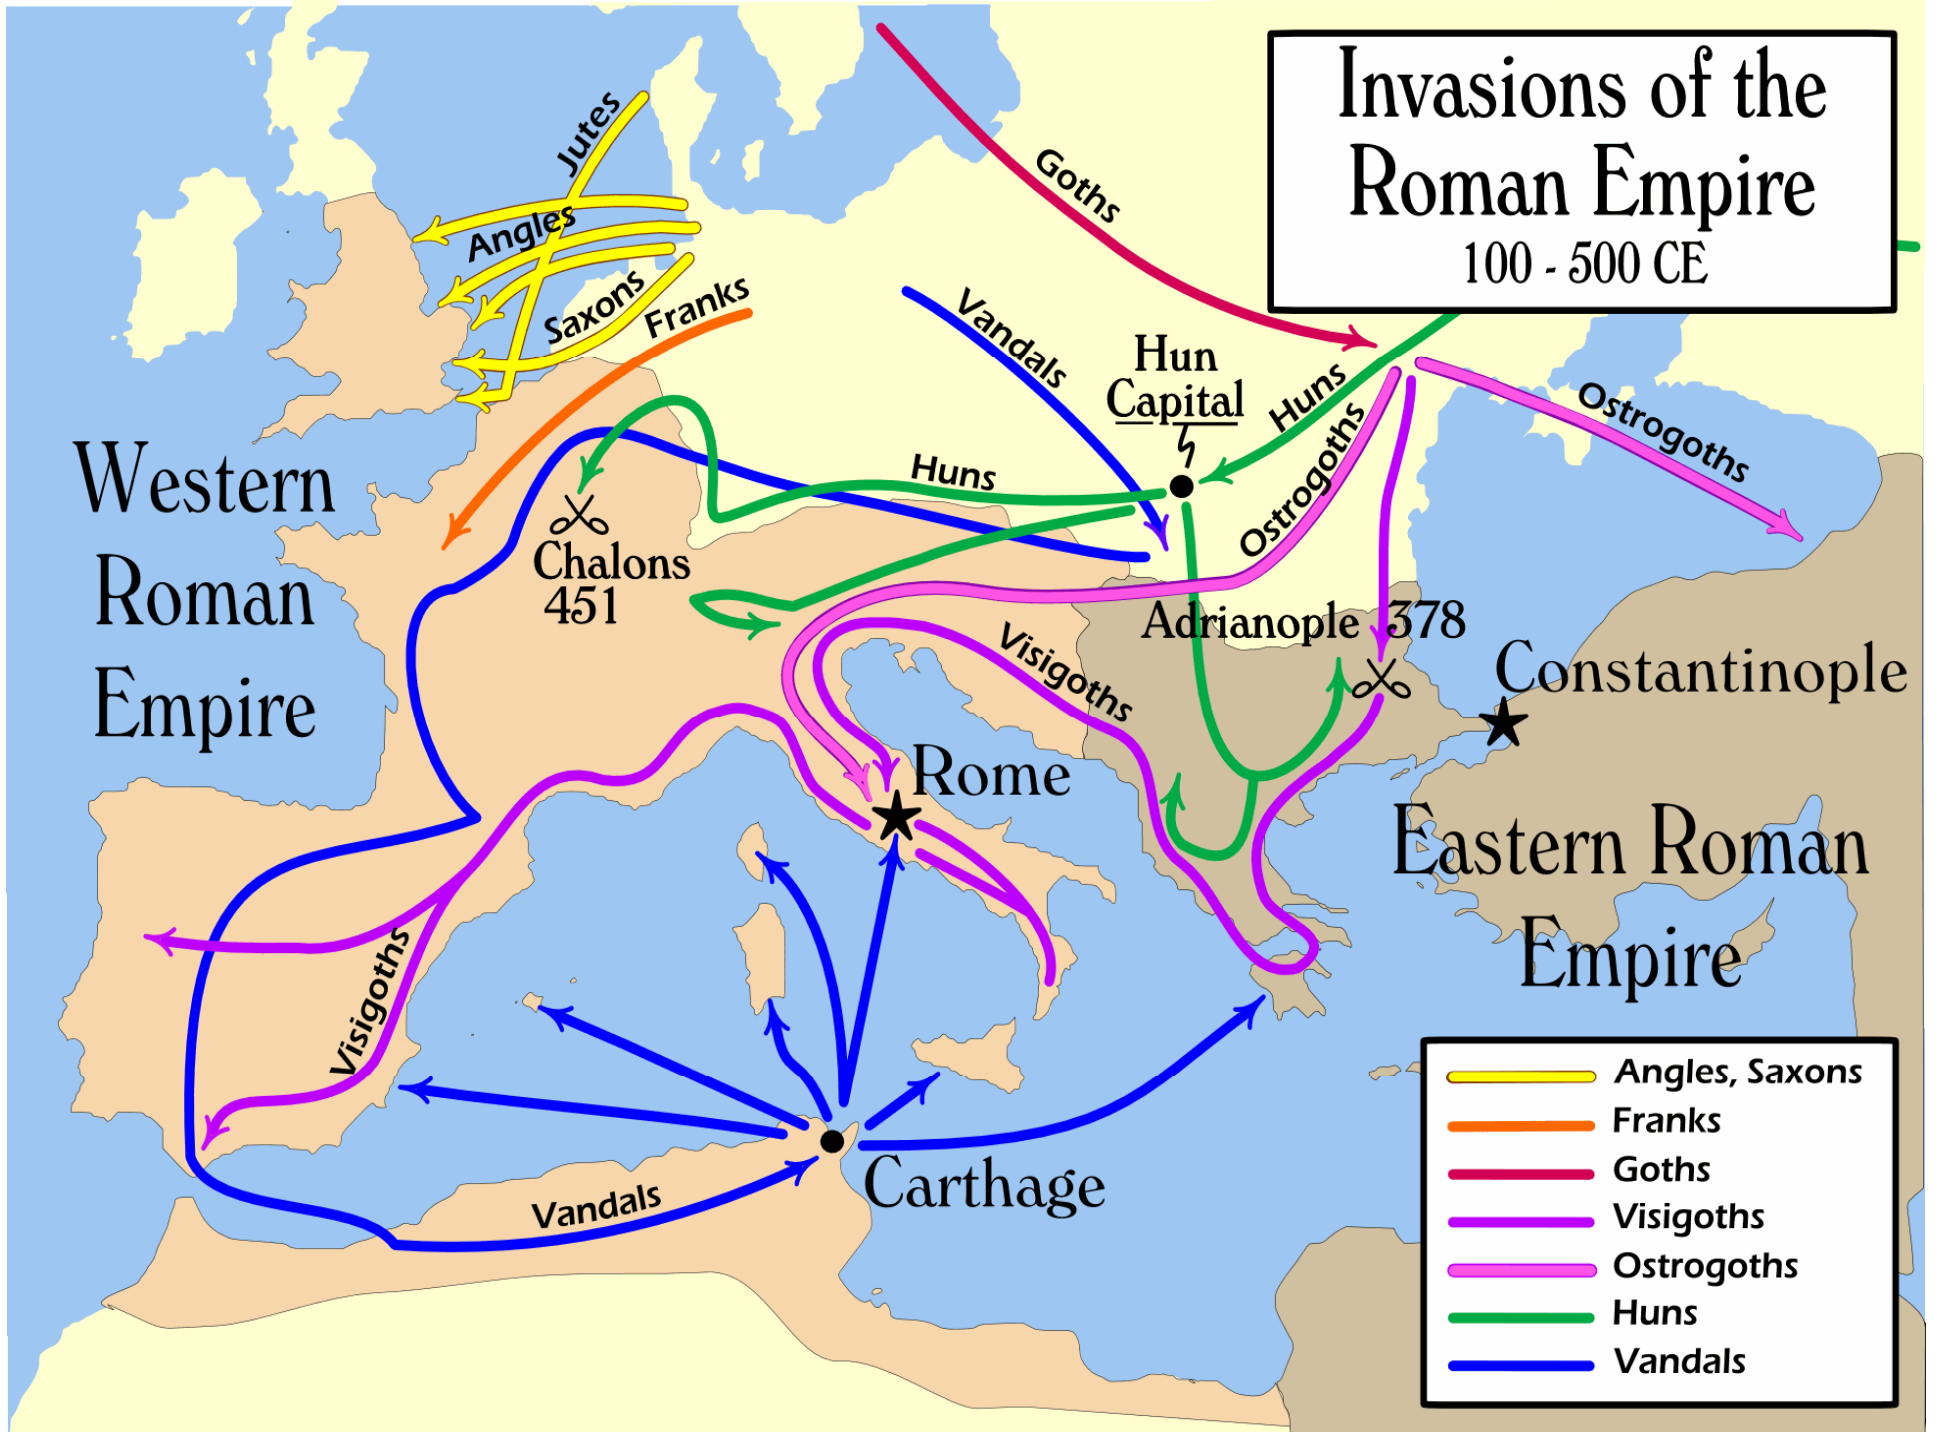 Invasions of the
Roman Empire
100 - 500 CE
Jutes
Angles
Saxons
Franks
Goths
Vandals
Hun
Capital
Huns
Ostrogoths
Ostrogoths
Huns
Western
Roman
Empire
Chalons
451
Adrianople 378
Constantinople
Visigoths
Rome
Eastern Roman
Empire
Visigoths
Vandals
Carthage
Angles, Saxons
Franks
Goths
Visigoths
Ostrogoths
Huns
Vandals